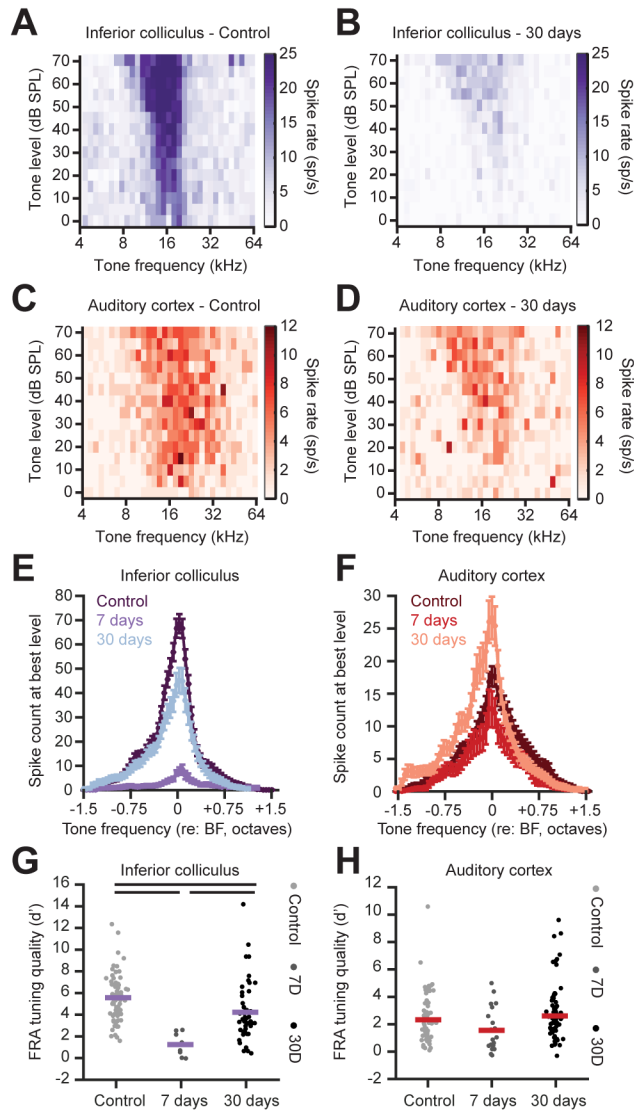 A
Inferior colliculus - Control
Tone level (dB SPL)
70
60
50
40
30
20
10
0
4 8 16 32 64
Tone frequency (kHz)
25
20
15
10
5
0
Spike rate (sp/s)
B
Inferior colliculus - 30 days
Tone level (dB SPL)
70
60
50
40
30
20
10
0
4 8 16 32 64
Tone frequency (kHz)
25
20
15
10
5
0
Spike rate (sp/s)
C
Auditory cortex - Control
Tone level (dB SPL)
70
60
50
40
30
20
10
0
4 8 16 32 64
Tone frequency (kHz)
12
10
8
6
4
2
0
Spike rate (sp/s)
D
Auditory cortex - 30 days
Tone level (dB SPL)
70
60
50
40
30
20
10
0
4 8 16 32 64
Tone frequency (kHz)
12
10
8
6
4
2
0
Spike rate (sp/s)
E
Inferior colliculus
Spike count at best level
80
70
60
50
40
30
20
10
0
Control
7 days
30 days
-1.5 -0.75 0 +0.75 +1.5
Tone frequency (re: BF, octaves)
F
Auditory cortex
Spike count at best level
30
25
20
15
10
5
0
Control
7 days
30 days
-1.5 -0.75 0 +0.75 +1.5
Tone frequency (re: BF, octaves)
G
Inferior colliculus
FRA tuning quality (d')
16
14
12
10
8
6
4
2
0
-2
Control 7 days 30 days
Control
7D
30D
H
Auditory cortex
FRA tuning quality (d')
12
10
8
6
4
2
0
-2
Control 7 days 30 days
Control
7D
30D